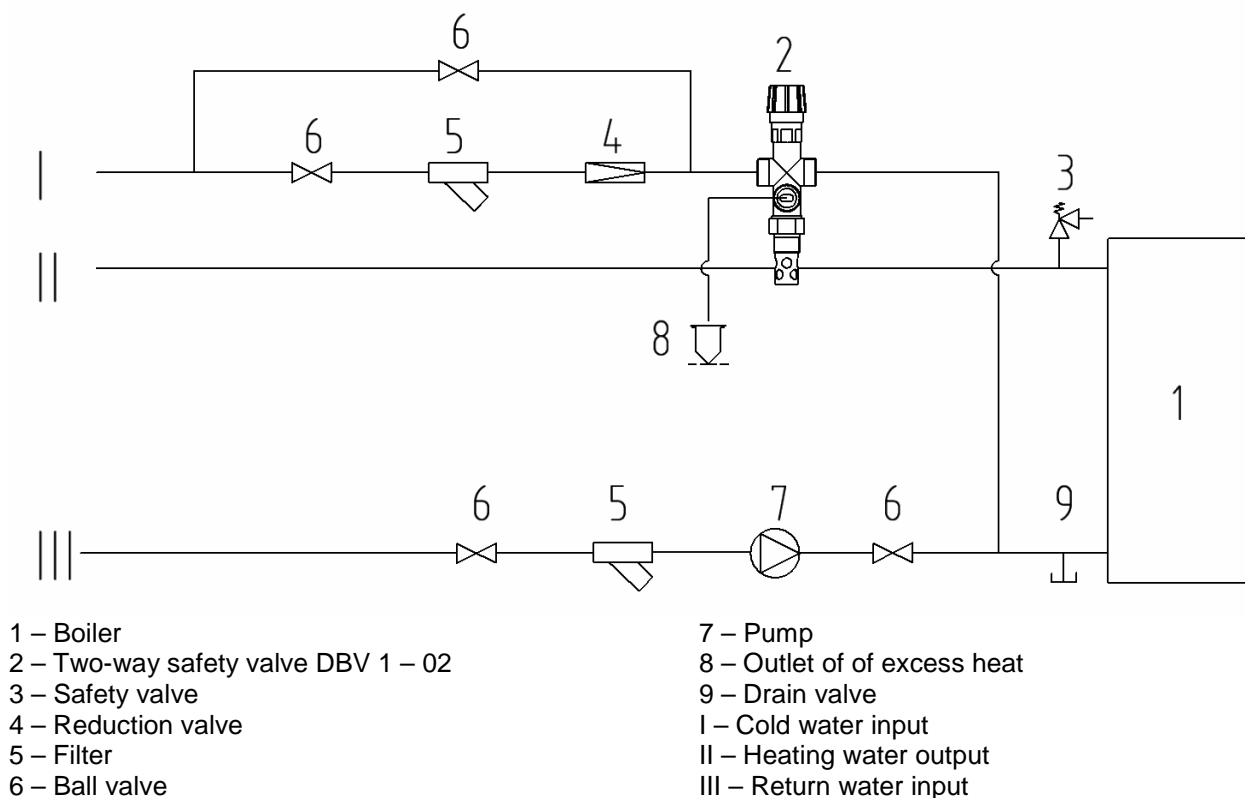 6
2
6
5
4
3
I
II
8
1
6
5
7
6
9
III
1 – Boiler
2 – Two-way safety valve DBV 1 – 02
3 – Safety valve
4 – Reduction valve
5 – Filter
6 – Ball valve
7 – Pump
8 – Outlet of of excess heat
9 – Drain valve
I – Cold water input
II – Heating water output
III – Return water input